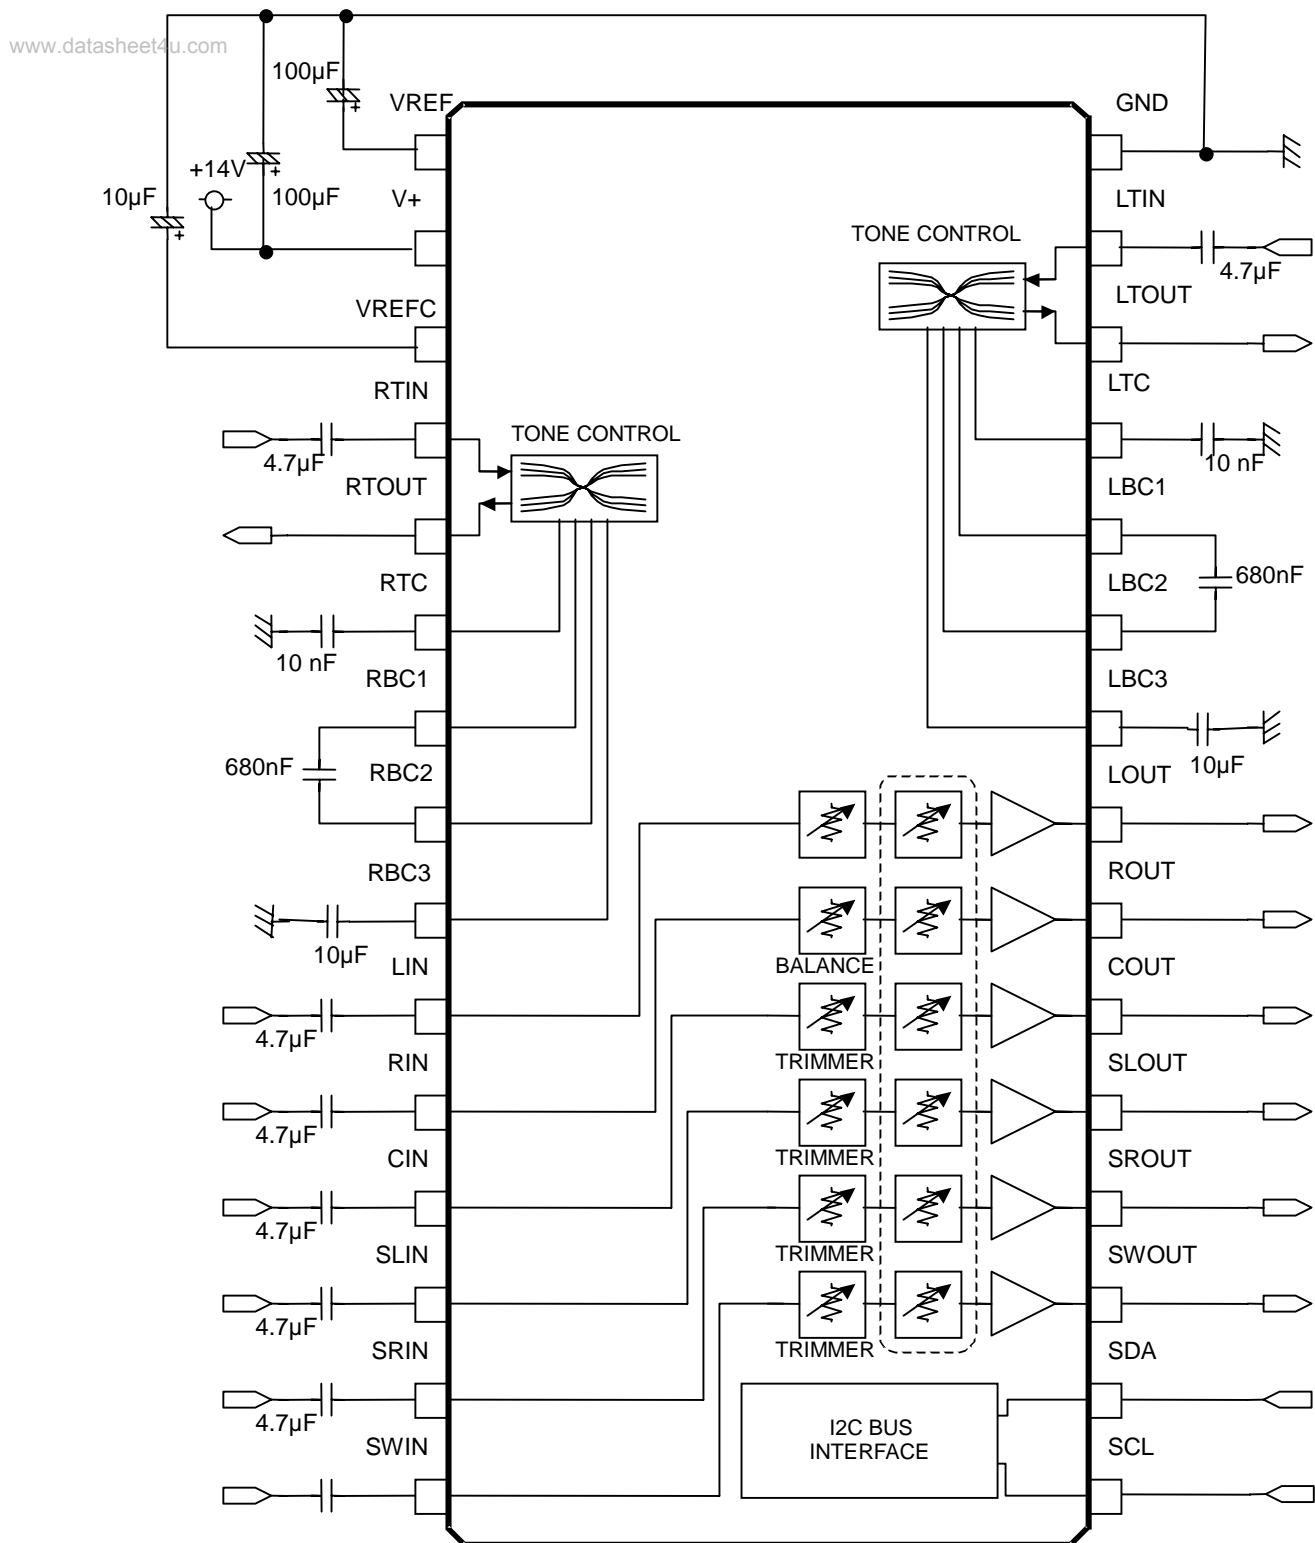 www.datasheet4u.com
100µF
VREF
GND
+14V
10µF
100µF
V+
LTIN
TONE CONTROL
4.7µF
VREFC
LTOUT
RTIN
LTC
TONE CONTROL
4.7µF
10 nF
RTOUT
LBC1
RTC
LBC2
680nF
10 nF
RBC1
LBC3
680nF
RBC2
LOUT
10µF
RBC3
ROUT
10µF
LIN
BALANCE
COUT
4.7µF
RIN
TRIMMER
SLOUT
4.7µF
CIN
TRIMMER
SROUT
4.7µF
SLIN
TRIMMER
SWOUT
4.7µF
SRIN
TRIMMER
SDA
4.7µF
SWIN
I2C BUS
INTERFACE
SCL